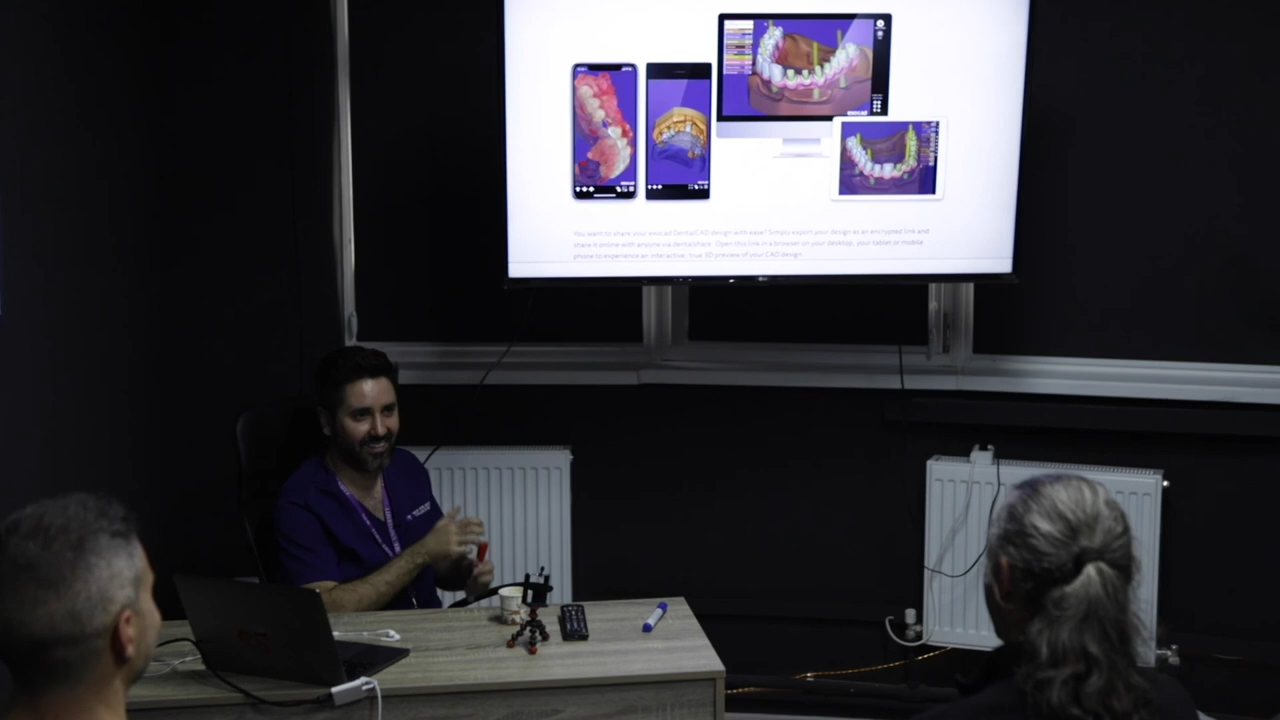 exocad
You want to share your exocad DentalCAD design with ease? Simply export your design as an encrypted link and
share it online with anyone via dentalshare. Open this link in a browser on your desktop, your tablet or mobile
phone to experience an interactive, true 3D preview of your CAD design.
LG